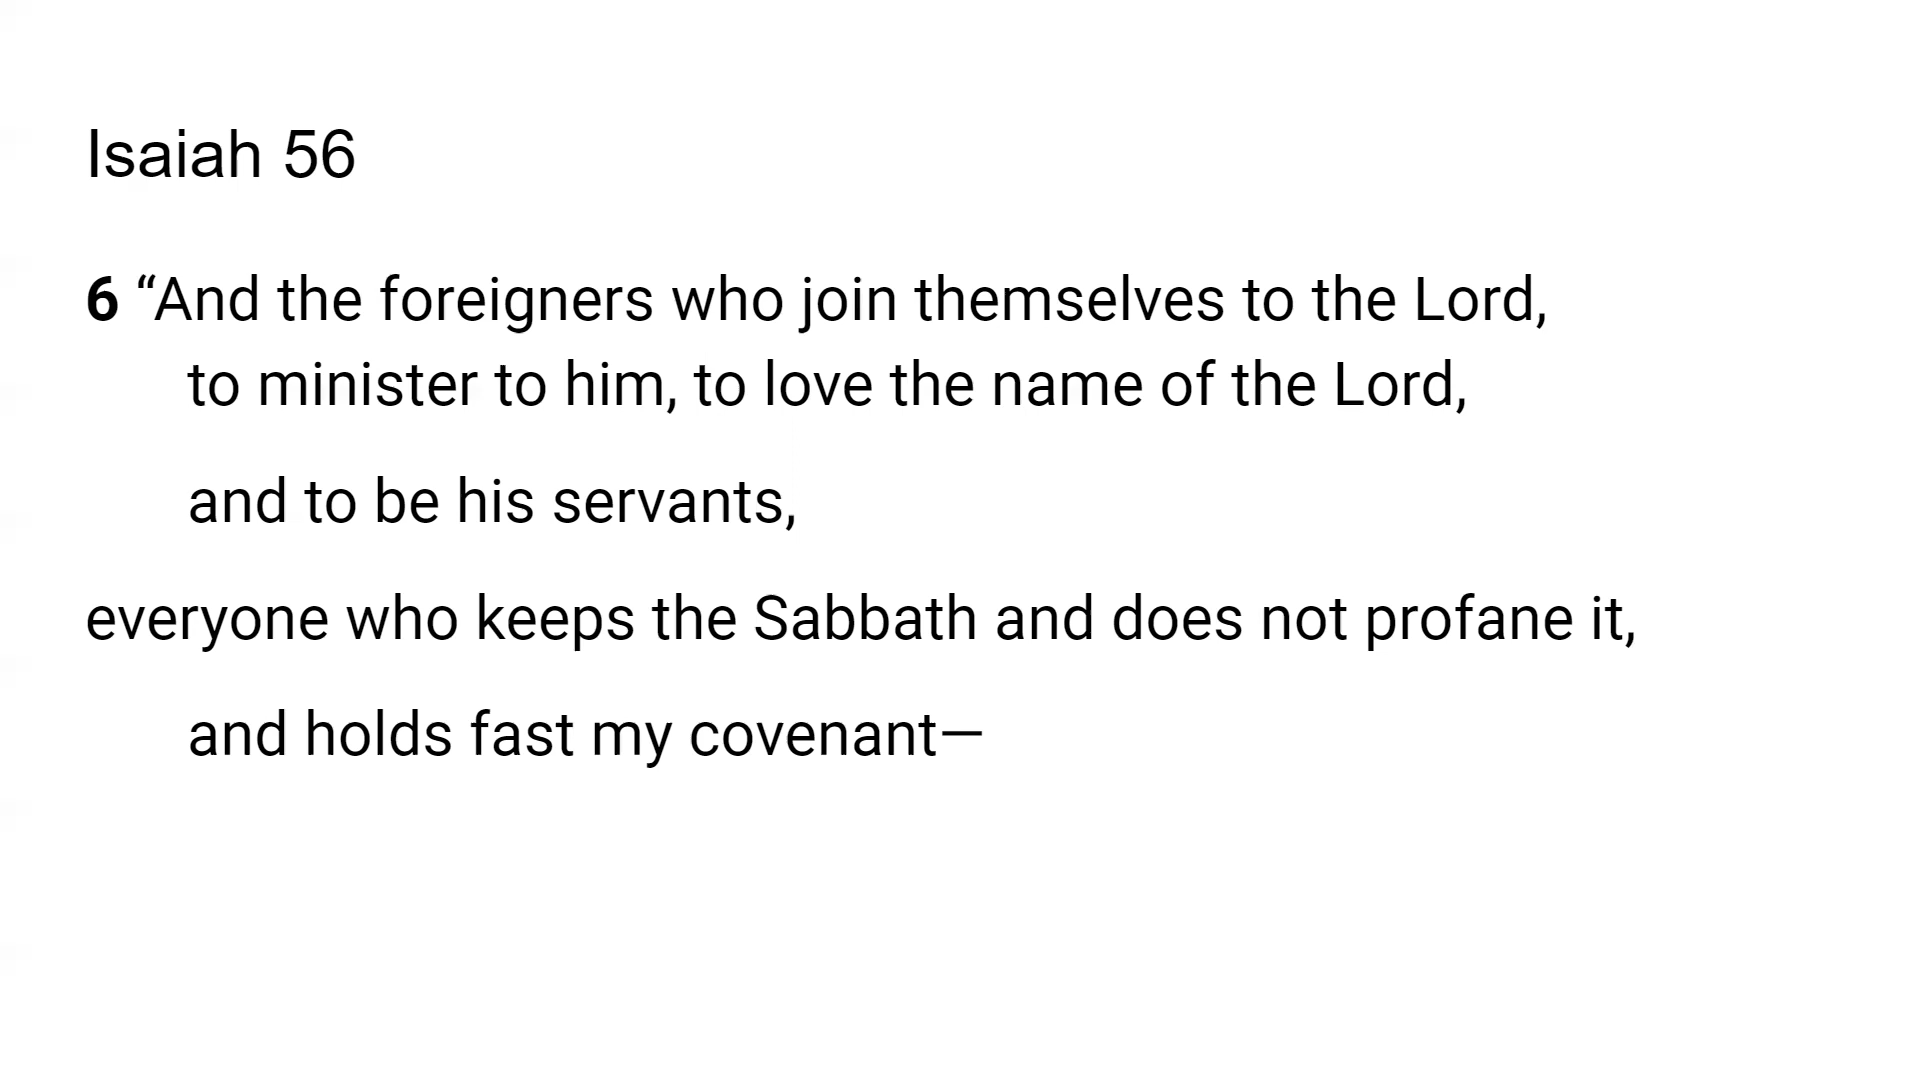 Isaiah 56
6 “And the foreigners who join themselves to the Lord,
to minister to him, to love the name of the Lord,
and to be his servants,
everyone who keeps the Sabbath and does not profane it,
and holds fast my covenant—